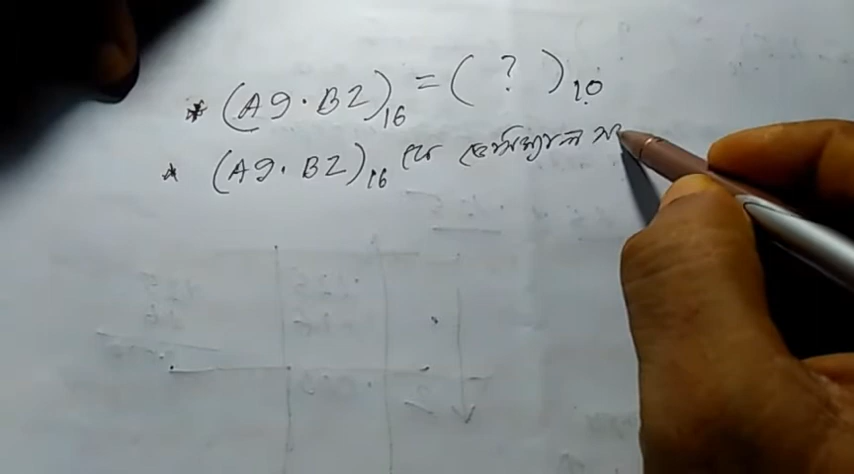 * (A9.B2)₁₆ = ( ? )₁₀
* (A9.B2)₁₆ কে ডেসিমেল স